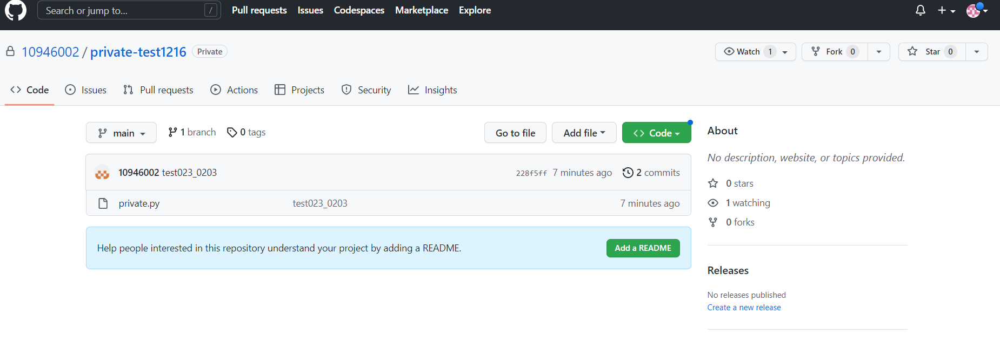 Search or jump to... / Pull requests Issues Codespaces Marketplace Explore
10946002 / private-test1216 Private Watch 1 Fork 0 Star 0
Code Issues Pull requests Actions Projects Security Insights
main 1 branch 0 tags Go to file Add file Code
10946002 test023_0203 228f5ff 7 minutes ago 2 commits
private.py test023_0203 7 minutes ago
Help people interested in this repository understand your project by adding a README. Add a README
About
No description, website, or topics provided.
0 stars
1 watching
0 forks
Releases
No releases published
Create a new release